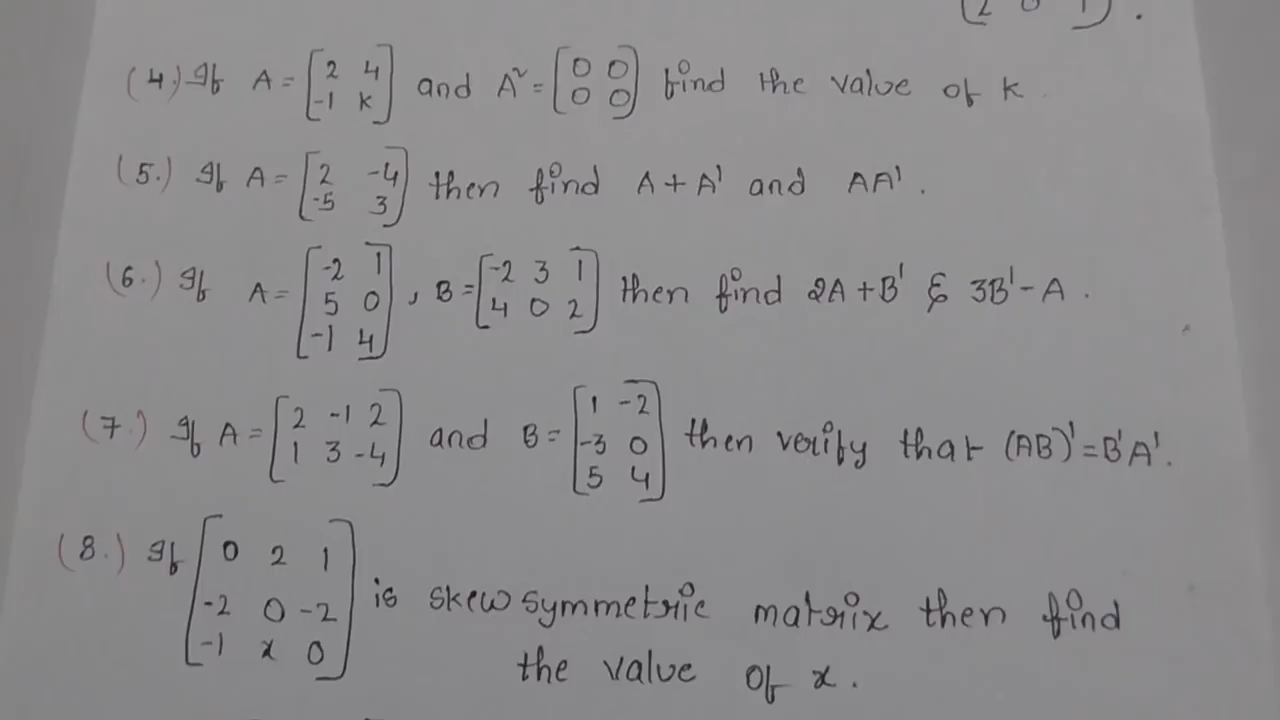 [2 0 1].
(4.) If A = [2 4 -1 k] and A² = [0 0 0 0] find the value of k.
(5.) If A = [2 -4 -5 3] then find A + A' and AA'.
(6.) If A = [-2 1 5 0 -1 4], B = [-2 3 1 4 0 2] then find 2A + B' & 3B' - A.
(7.) If A = [2 -1 2 1 3 -4] and B = [1 -2 -3 0 5 4] then verify that (AB)' = B'A'.
(8.) If [0 2 1 -2 0 -2 -1 x 0] is skew symmetric matrix then find
the value of x.